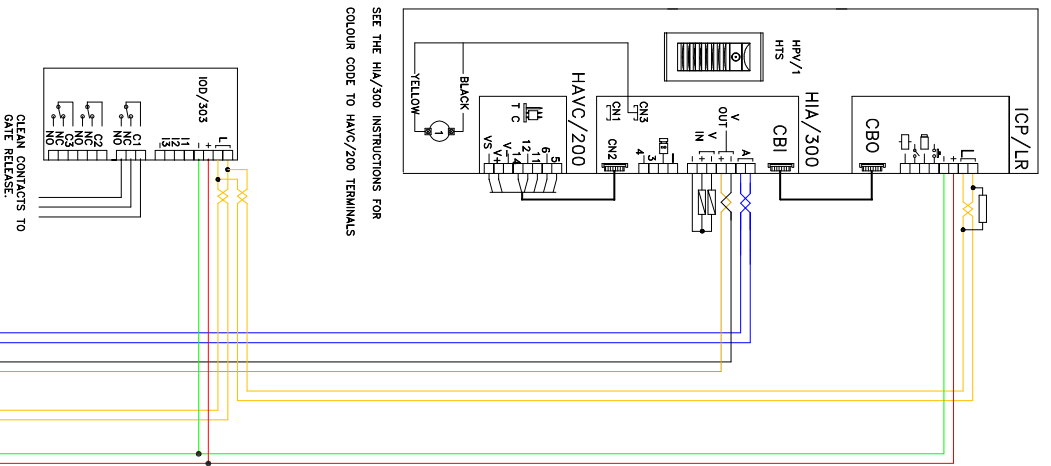 SEE THE HIA/300 INSTRUCTIONS FOR
COLOUR CODE TO HAVC/200 TERMINALS
HPV/1
HTS
YELLOW
BLACK
1
HAVC/200
T C
VS
V+
V-
14
12
11
6
5
HIA/300
CN1
CN3
CN2
4
3
V
IN
V
OUT
-
+
-
+
A
CBI
ICP/LR
CBO
-
+
L
IOD/303
NO
NC
C3
NO
NC
C2
NO
NC
C1
I3
I2
I1
-
+
L
CLEAN CONTACTS TO
GATE RELEASE.